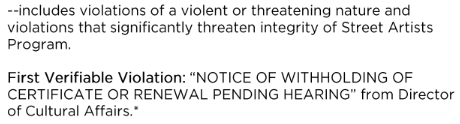 --includes violations of a violent or threatening nature and
violations that significantly threaten integrity of Street Artists
Program.
First Verifiable Violation: “NOTICE OF WITHHOLDING OF
CERTIFICATE OR RENEWAL PENDING HEARING” from Director
of Cultural Affairs.*